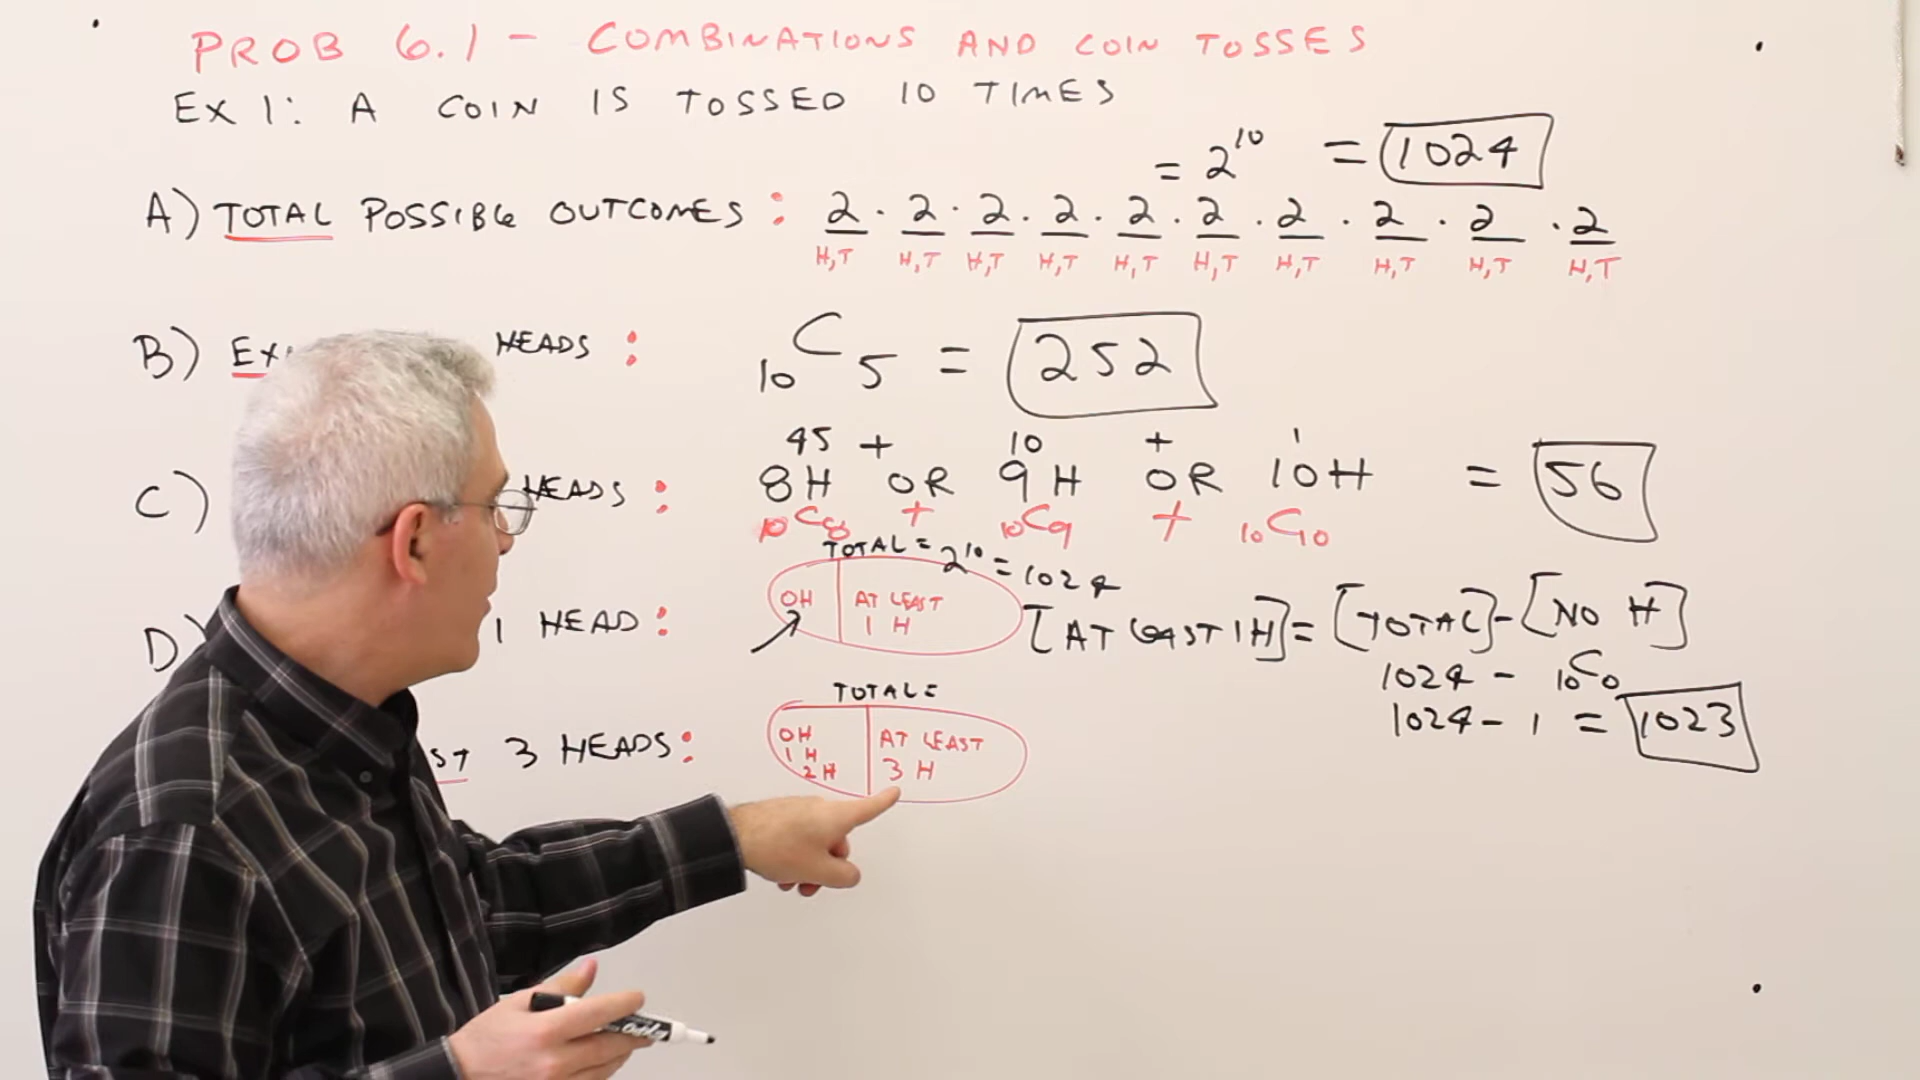 PROB 6.1 - COMBINATIONS AND COIN TOSSES
EX 1: A COIN IS TOSSED 10 TIMES
= 2^10 = 1024
A) TOTAL POSSIBLE OUTCOMES: 2 · 2 · 2 · 2 · 2 · 2 · 2 · 2 · 2 · 2
H,T H,T H,T H,T H,T H,T H,T H,T H,T H,T
B) HEADS: 10C5 = 252
45 + 10 + 1
C) HEADS: 8H OR 9H OR 10H = 56
10C8 + 10C9 + 10C10
TOTAL = 2^10 = 1024
D) 1 HEAD: 0H AT LEAST 1 H [AT LEAST 1H] = [TOTAL] - [NO H]
1024 - 10C0
1024 - 1 = 1023
TOTAL =
3 HEADS: 0H 1H 2H AT LEAST 3 H
EXPO